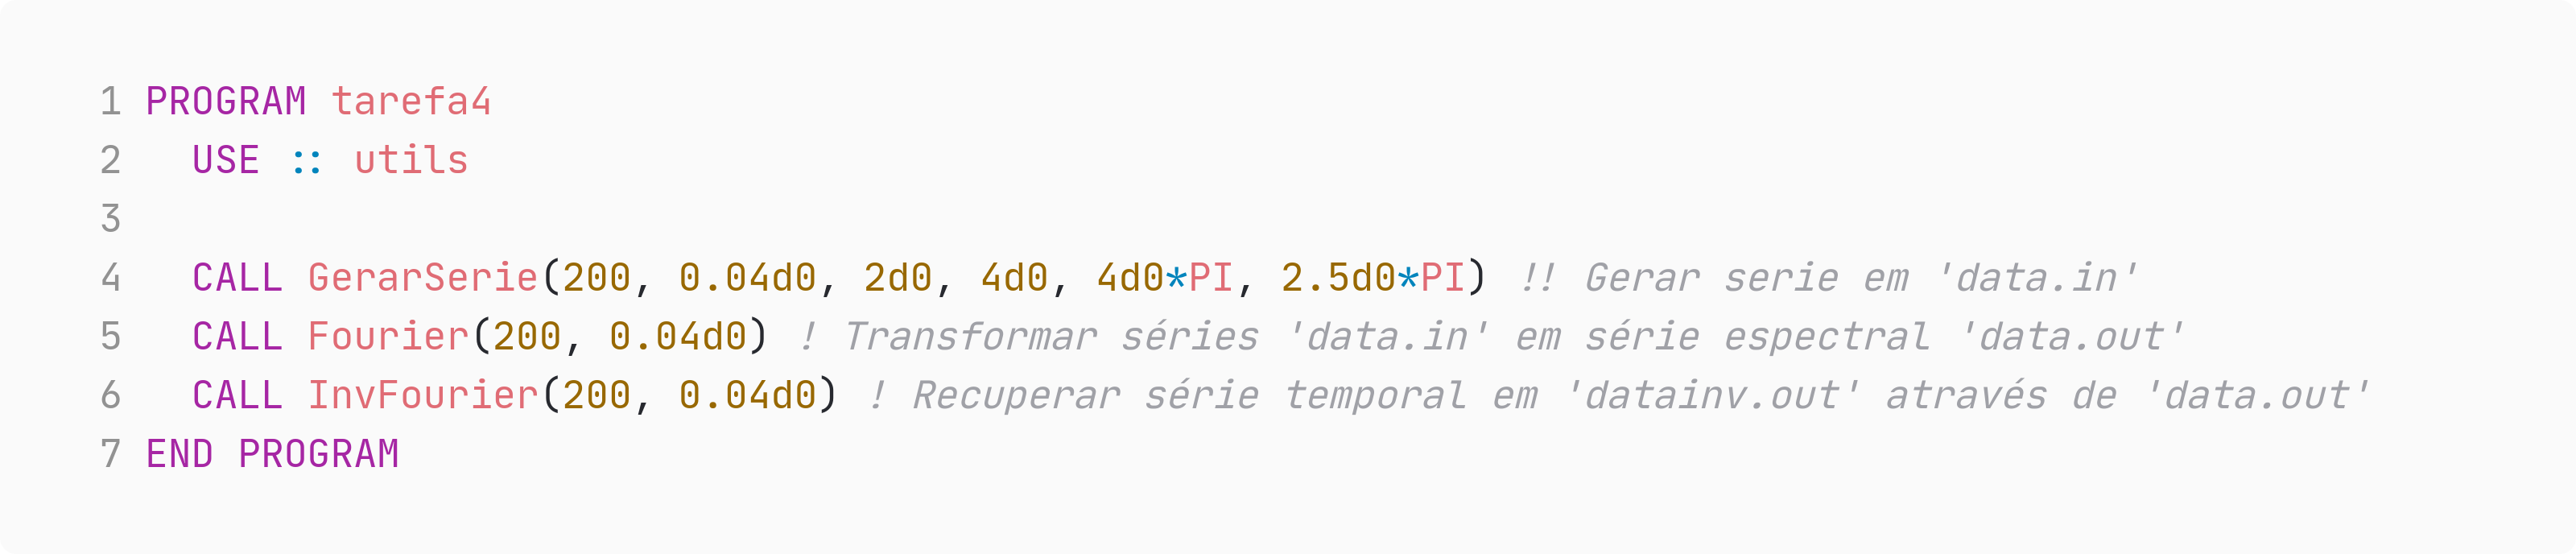 1 PROGRAM tarefa4
2   USE :: utils
3
4   CALL GerarSerie(200, 0.04d0, 2d0, 4d0, 4d0*PI, 2.5d0*PI) !! Gerar serie em 'data.in'
5   CALL Fourier(200, 0.04d0) ! Transformar séries 'data.in' em série espectral 'data.out'
6   CALL InvFourier(200, 0.04d0) ! Recuperar série temporal em 'datainv.out' através de 'data.out'
7 END PROGRAM